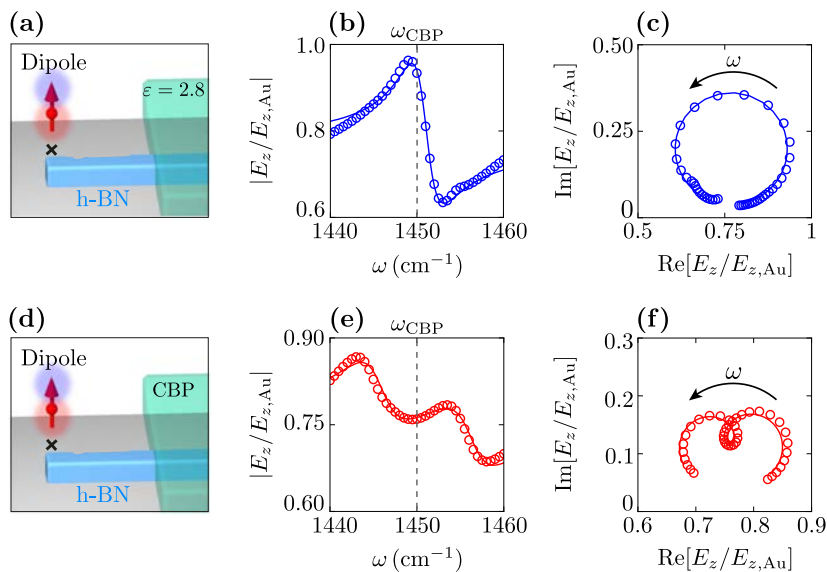 (a)
Dipole
ε = 2.8
h-BN
(b)
ω_CBP
|E_z/E_z,Au|
1.0
0.8
0.6
1440
1450
1460
ω (cm⁻¹)
(c)
Im[E_z/E_z,Au]
0.50
0.25
0
0.5
0.75
1
ω
Re[E_z/E_z,Au]
(d)
Dipole
CBP
h-BN
(e)
ω_CBP
|E_z/E_z,Au|
0.90
0.75
0.60
1440
1450
1460
ω (cm⁻¹)
(f)
Im[E_z/E_z,Au]
0.3
0.2
0.1
0
0.6
0.7
0.8
0.9
ω
Re[E_z/E_z,Au]